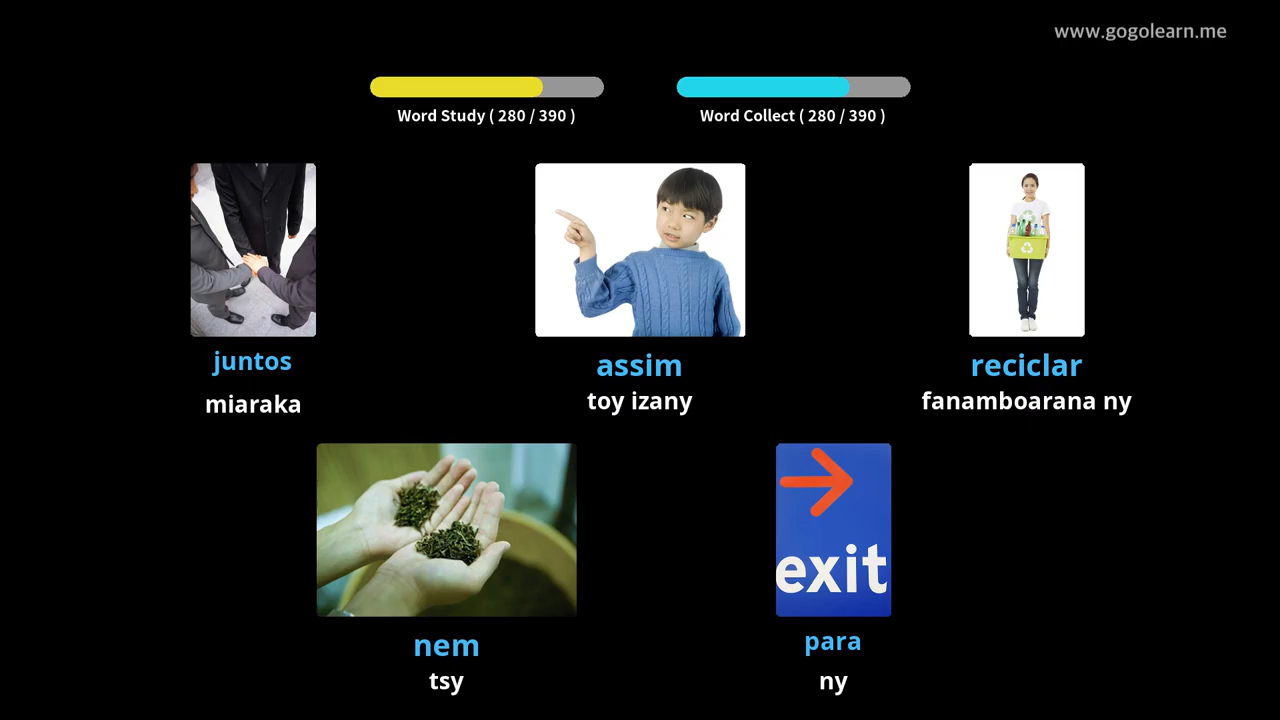 www.gogolearn.me
Word Study ( 280 / 390 )
Word Collect ( 280 / 390 )
juntos
miaraka
assim
toy izany
reciclar
fanamboarana ny
exit
nem
tsy
para
ny